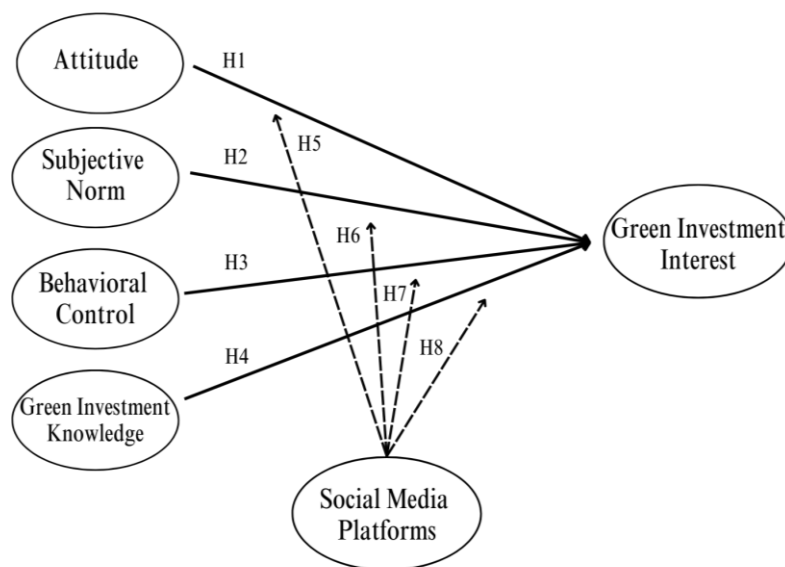 Attitude
H1
H5
Subjective
Norm
H2
Green Investment
Interest
H6
Behavioral
Control
H3
H7
H4
H8
Green Investment
Knowledge
Social Media
Platforms